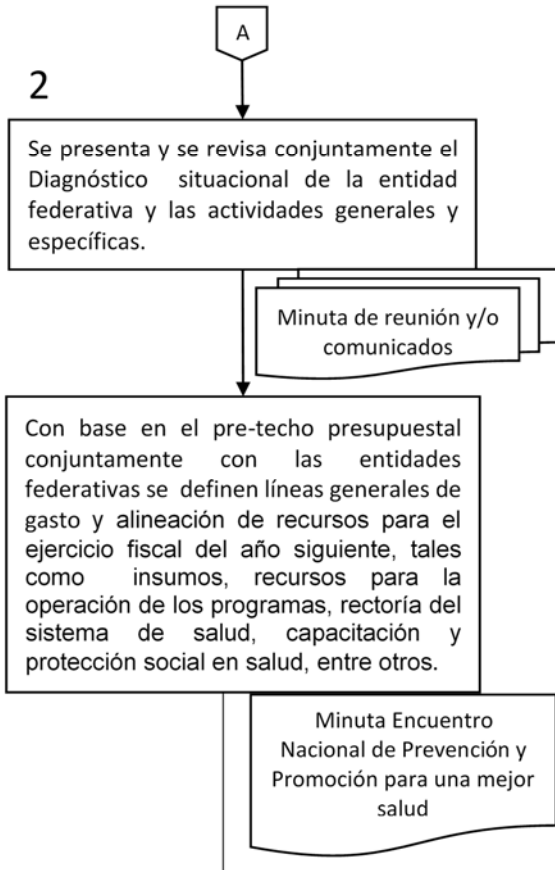 A
2
Se presenta y se revisa conjuntamente el
Diagnóstico situacional de la entidad
federativa y las actividades generales y
específicas.
Minuta de reunión y/o
comunicados
Con base en el pre-techo presupuestal
conjuntamente con las entidades
federativas se definen líneas generales de
gasto y alineación de recursos para el
ejercicio fiscal del año siguiente, tales
como insumos, recursos para la
operación de los programas, rectoría del
sistema de salud, capacitación y
protección social en salud, entre otros.
Minuta Encuentro
Nacional de Prevención y
Promoción para una mejor
salud